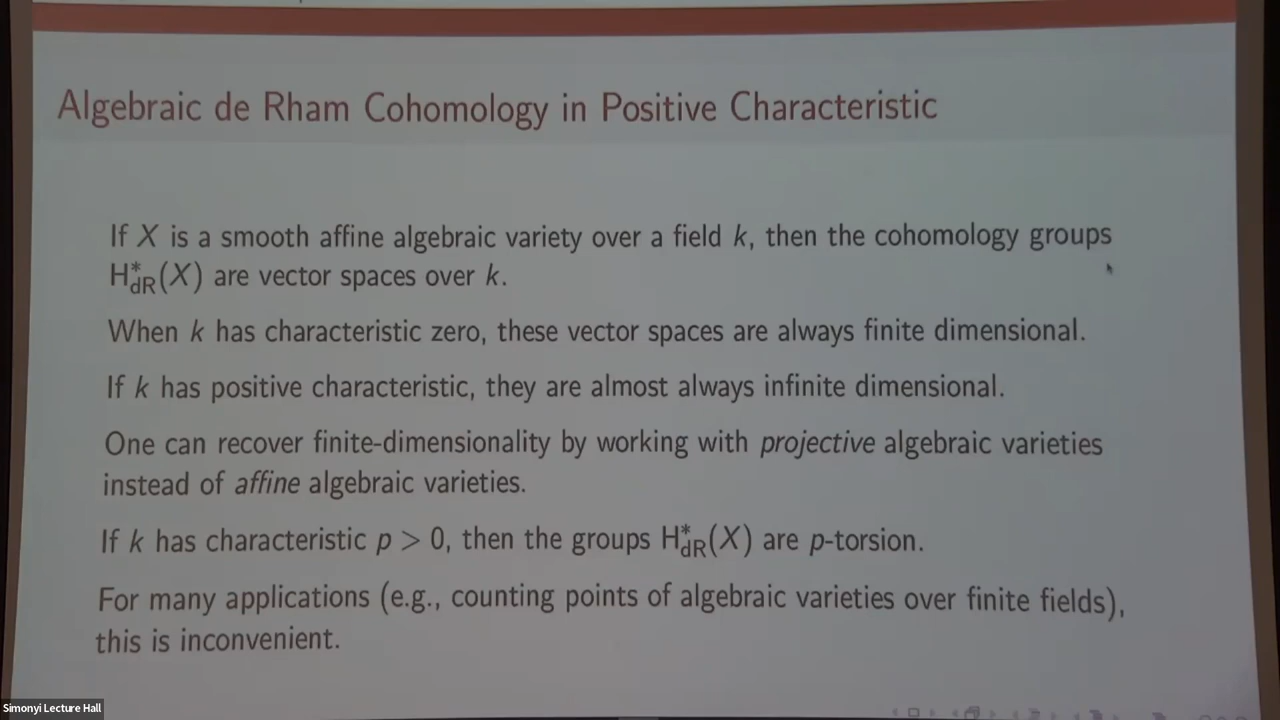 Algebraic de Rham Cohomology in Positive Characteristic
If X is a smooth affine algebraic variety over a field k, then the cohomology groups
H*dR(X) are vector spaces over k.
When k has characteristic zero, these vector spaces are always finite dimensional.
If k has positive characteristic, they are almost always infinite dimensional.
One can recover finite-dimensionality by working with projective algebraic varieties
instead of affine algebraic varieties.
If k has characteristic p > 0, then the groups H*dR(X) are p-torsion.
For many applications (e.g., counting points of algebraic varieties over finite fields),
this is inconvenient.
Simonyi Lecture Hall